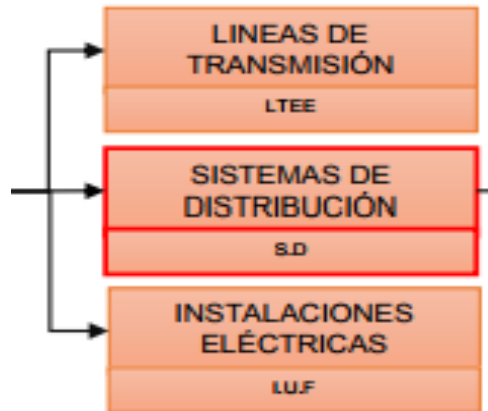 LINEAS DE
TRANSMISIÓN
LTEE
SISTEMAS DE
DISTRIBUCIÓN
S.D
INSTALACIONES
ELÉCTRICAS
I.U.F